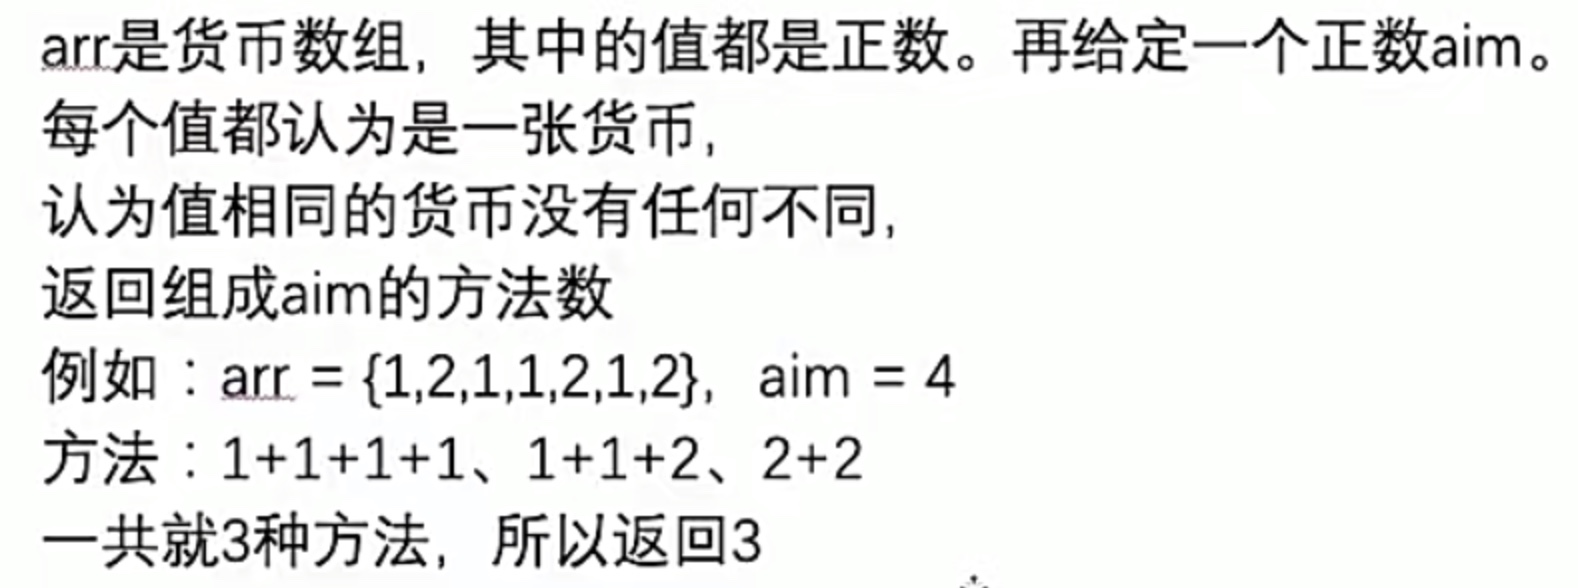 arr是货币数组，其中的值都是正数。再给定一个正数aim。
每个值都认为是一张货币，
认为值相同的货币没有任何不同，
返回组成aim的方法数
例如：arr = {1,2,1,1,2,1,2}，aim = 4
方法：1+1+1+1、1+1+2、2+2
一共就3种方法，所以返回3